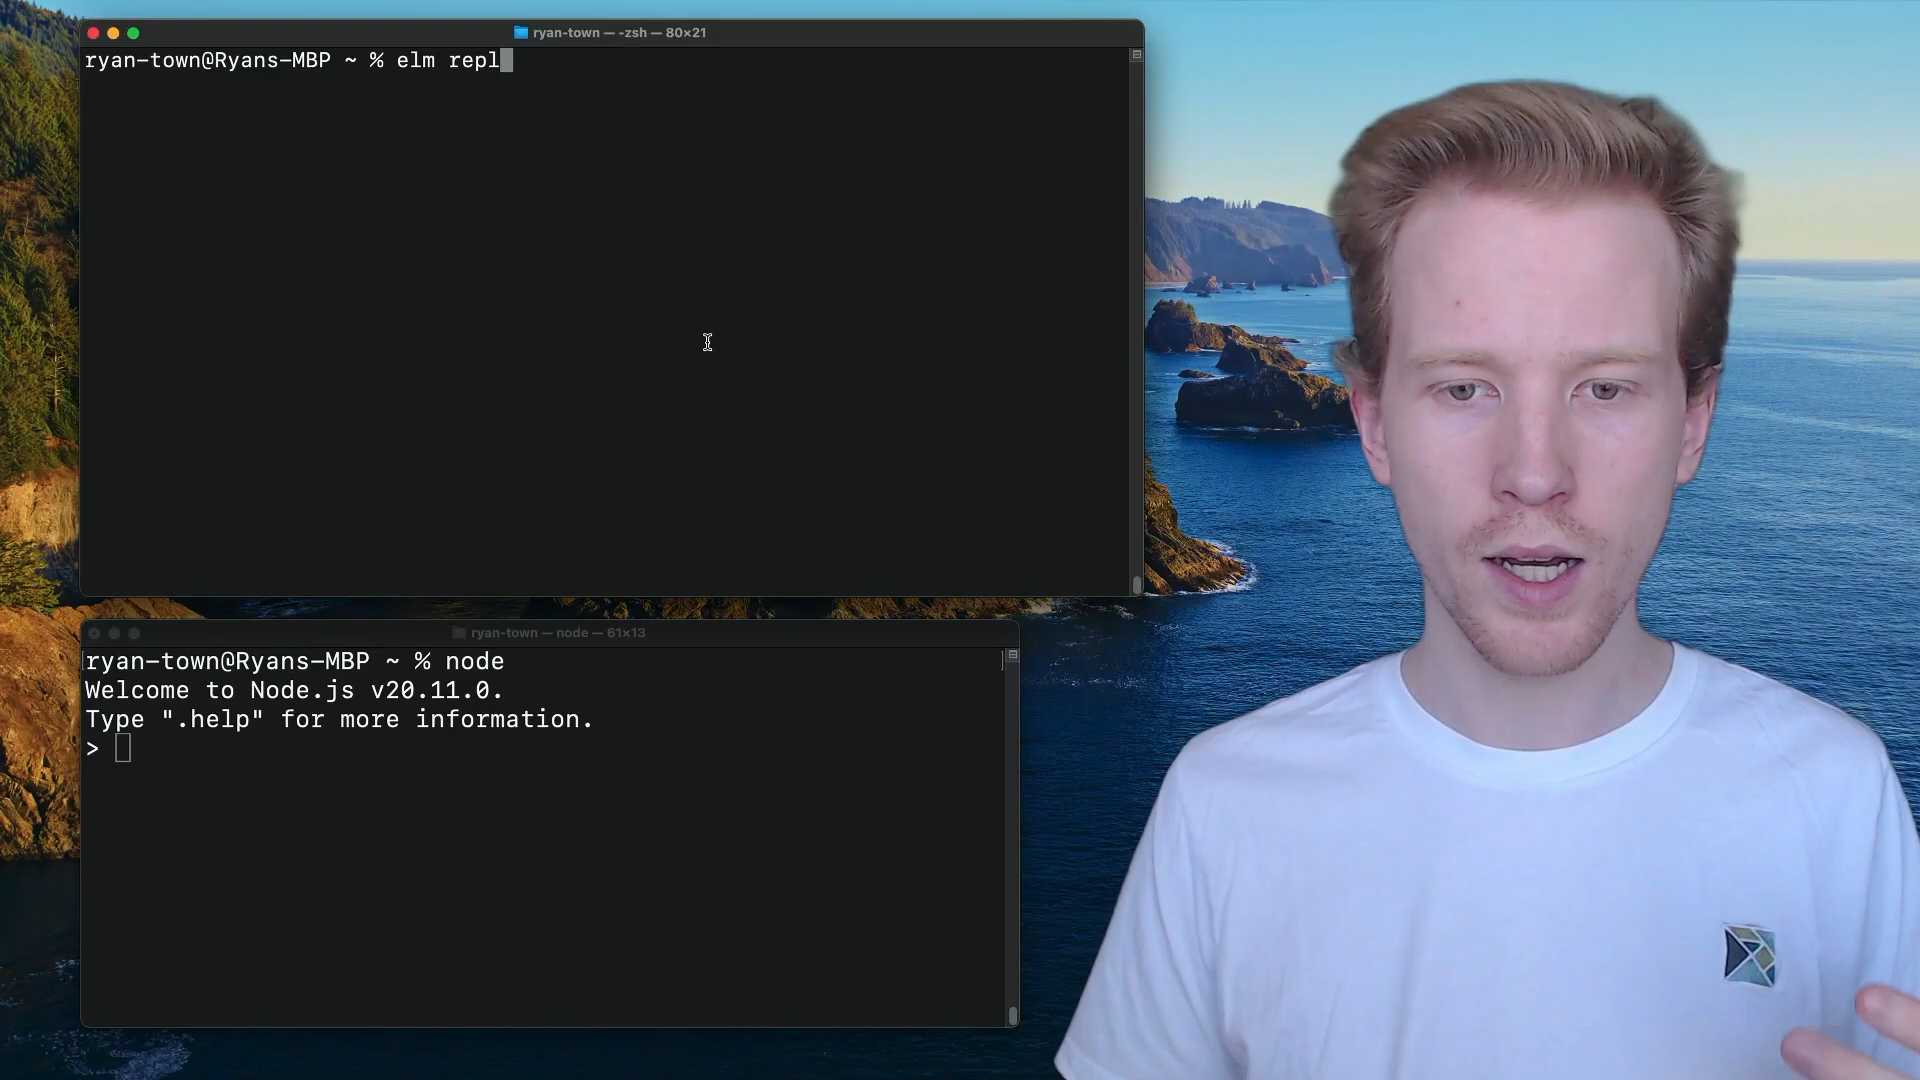 ryan-town — -zsh — 80×21
ryan-town@Ryans-MBP ~ % elm repl
ryan-town — node — 61×13
ryan-town@Ryans-MBP ~ % node
Welcome to Node.js v20.11.0.
Type ".help" for more information.
>